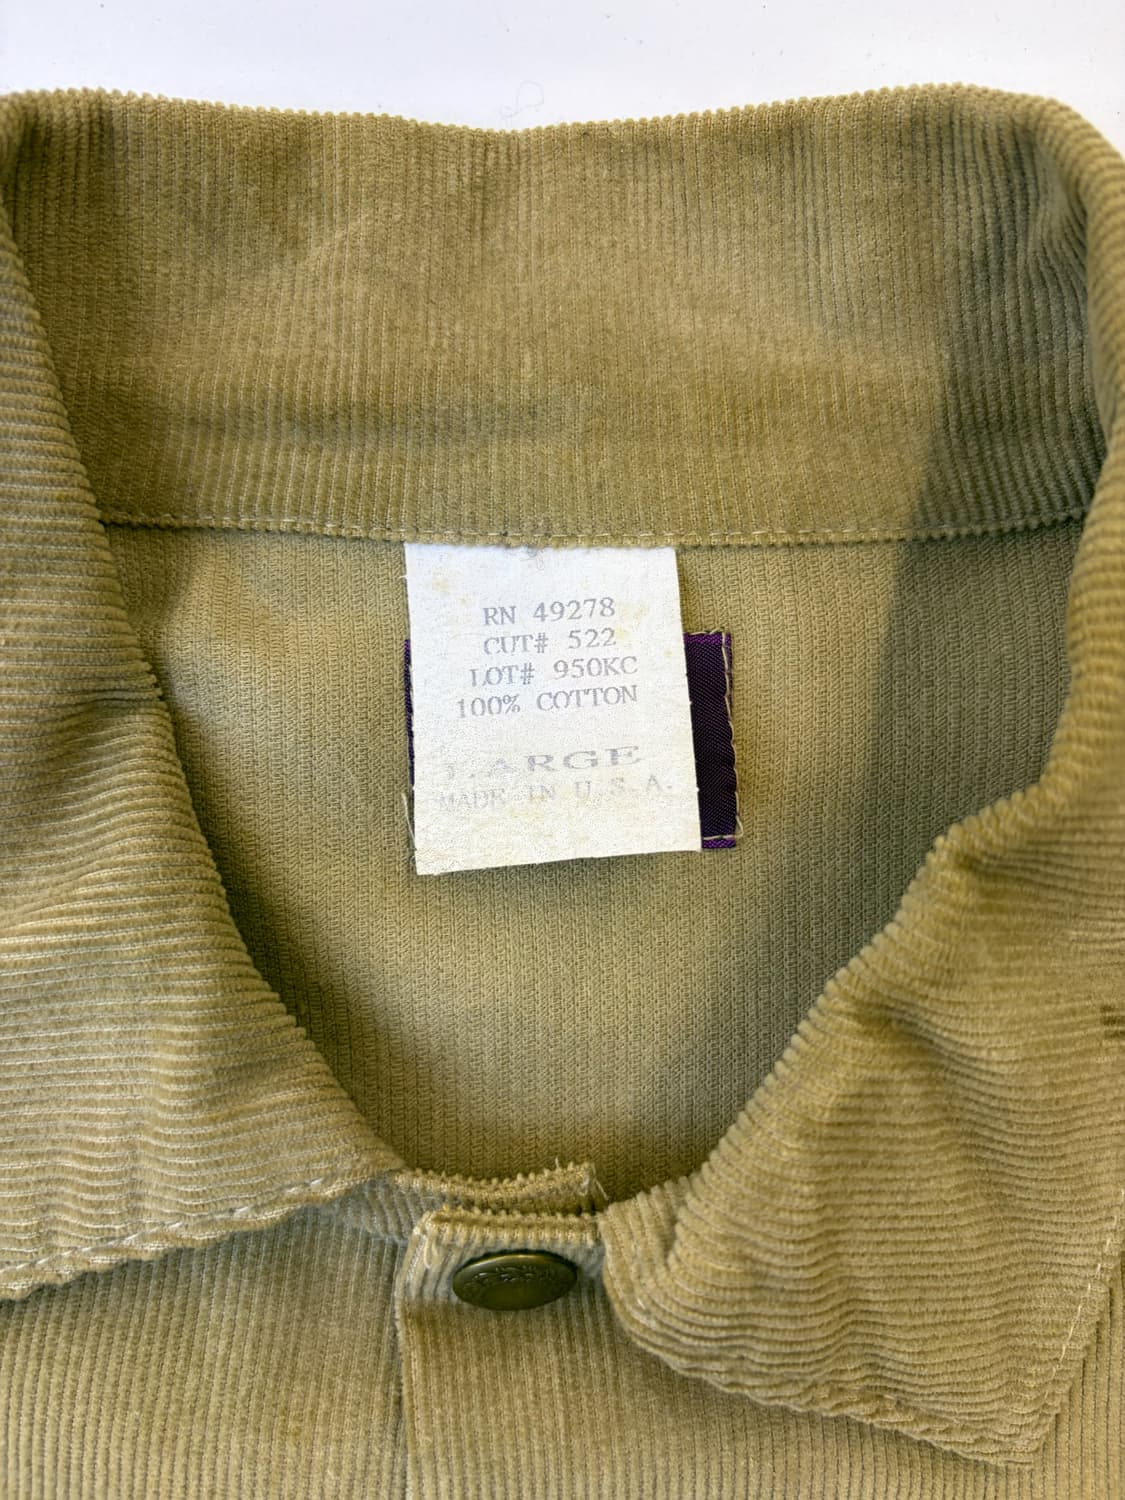 RN 49278
CUT# 522
LOT# 950KC
100% COTTON
LARGE
MADE IN U.S.A.